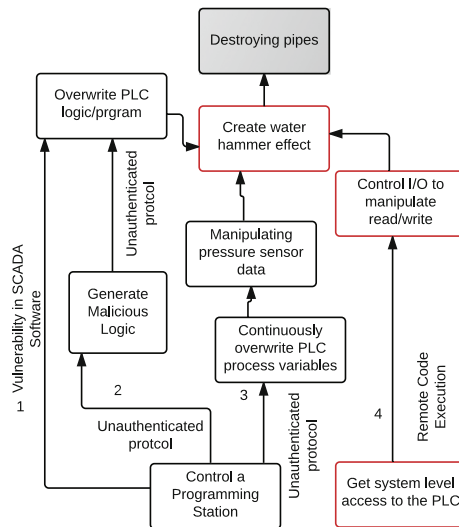 Destroying pipes
Overwrite PLC
logic/prgram
Create water
hammer effect
Unauthenticated
protcol
Control I/O to
manipulate
read/write
Manipulating
pressure sensor
data
Vulnerability in SCADA
Software
1
Generate
Malicious
Logic
Continuously
overwrite PLC
process variables
2
3
4
Unauthenticated
protcol
Unauthenticated
protocol
Remote Code
Execution
Control a
Programming
Station
Get system level
access to the PLC